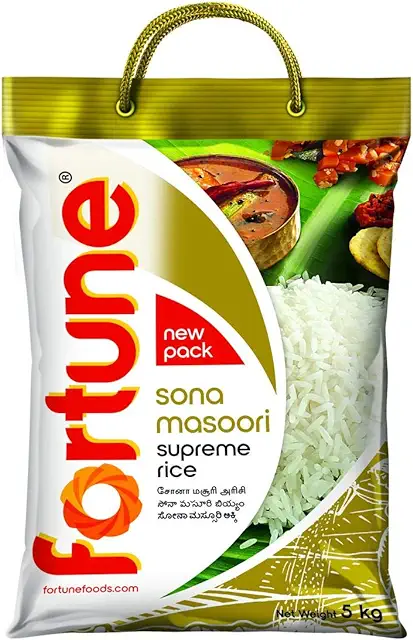 fortune®
new
pack
sona
masoori
supreme
rice
சோனா மசூரி அரிசி
సోనా మసూరి బియ్యం
ಸೋನಾ ಮಸ್ಸೂರಿ ಅಕ್ಕಿ
fortunefoods.com
Net Weight 5 kg